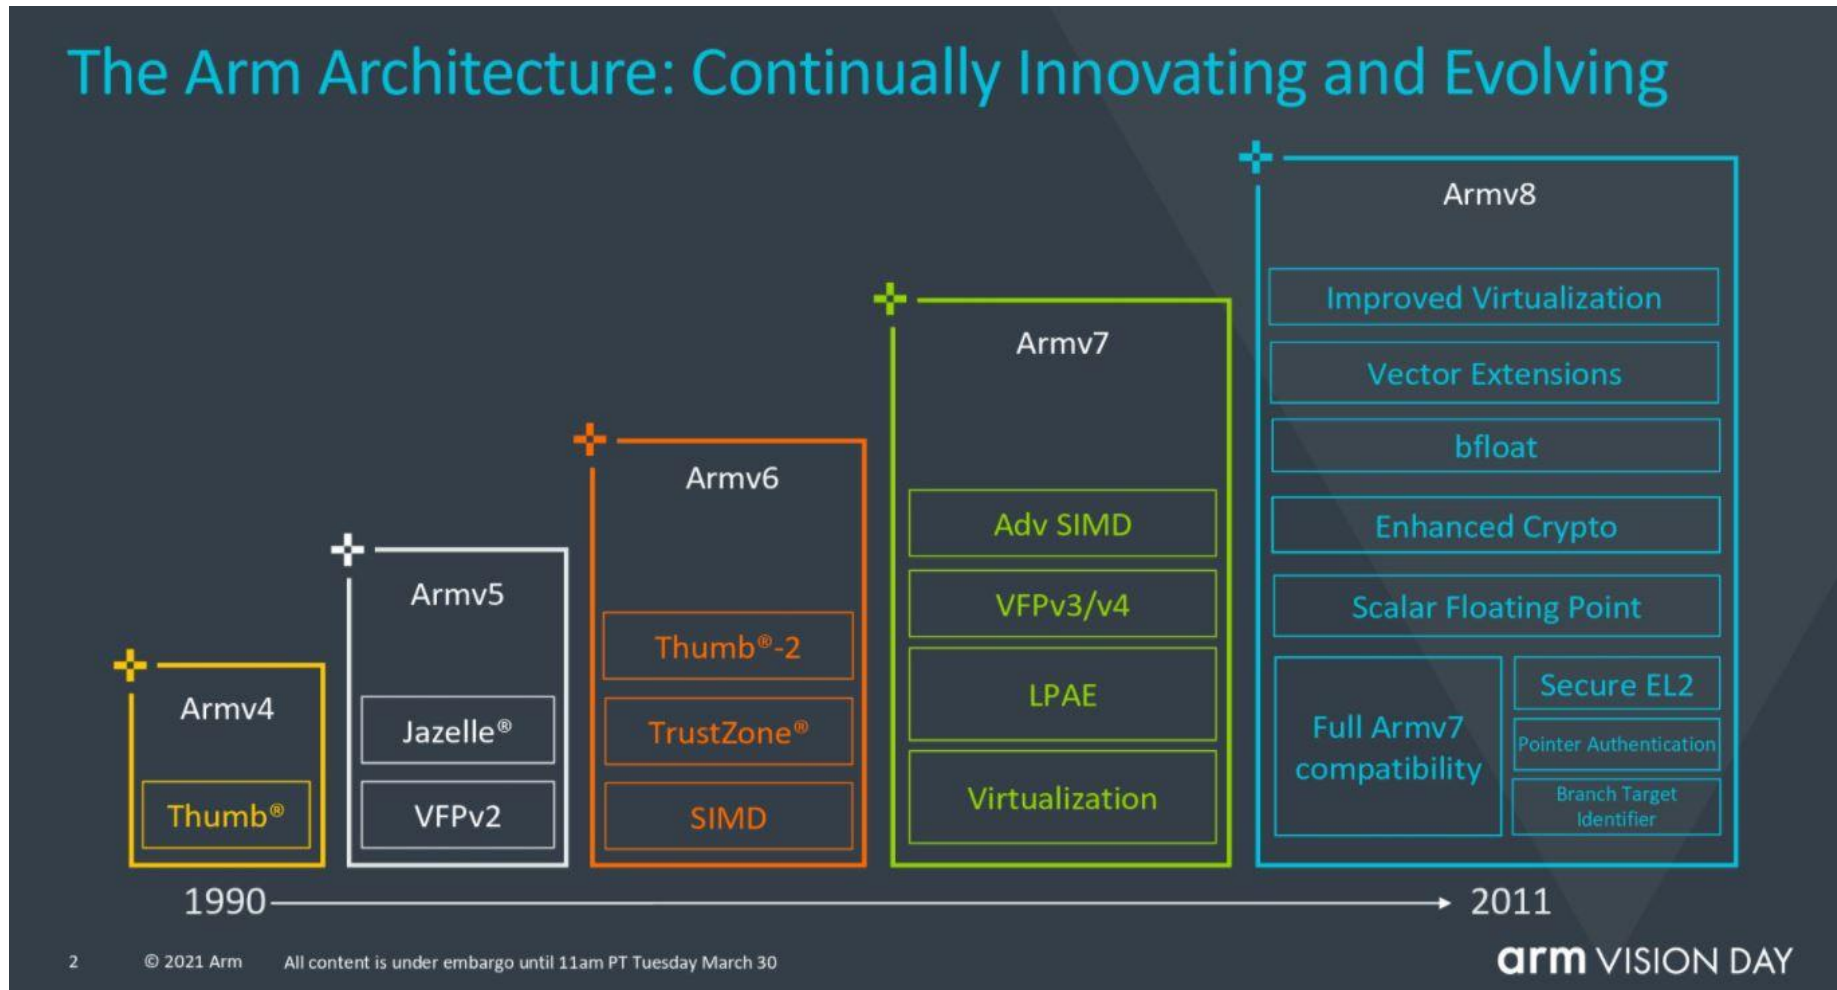 The Arm Architecture: Continually Innovating and Evolving
Armv4
Thumb®
Armv5
Jazelle®
VFPv2
Armv6
Thumb®-2
TrustZone®
SIMD
Armv7
Adv SIMD
VFPv3/v4
LPAE
Virtualization
Armv8
Improved Virtualization
Vector Extensions
bfloat
Enhanced Crypto
Scalar Floating Point
Full Armv7
compatibility
Secure EL2
Pointer Authentication
Branch Target
Identifier
1990
2011
2
© 2021 Arm
All content is under embargo until 11am PT Tuesday March 30
arm VISION DAY